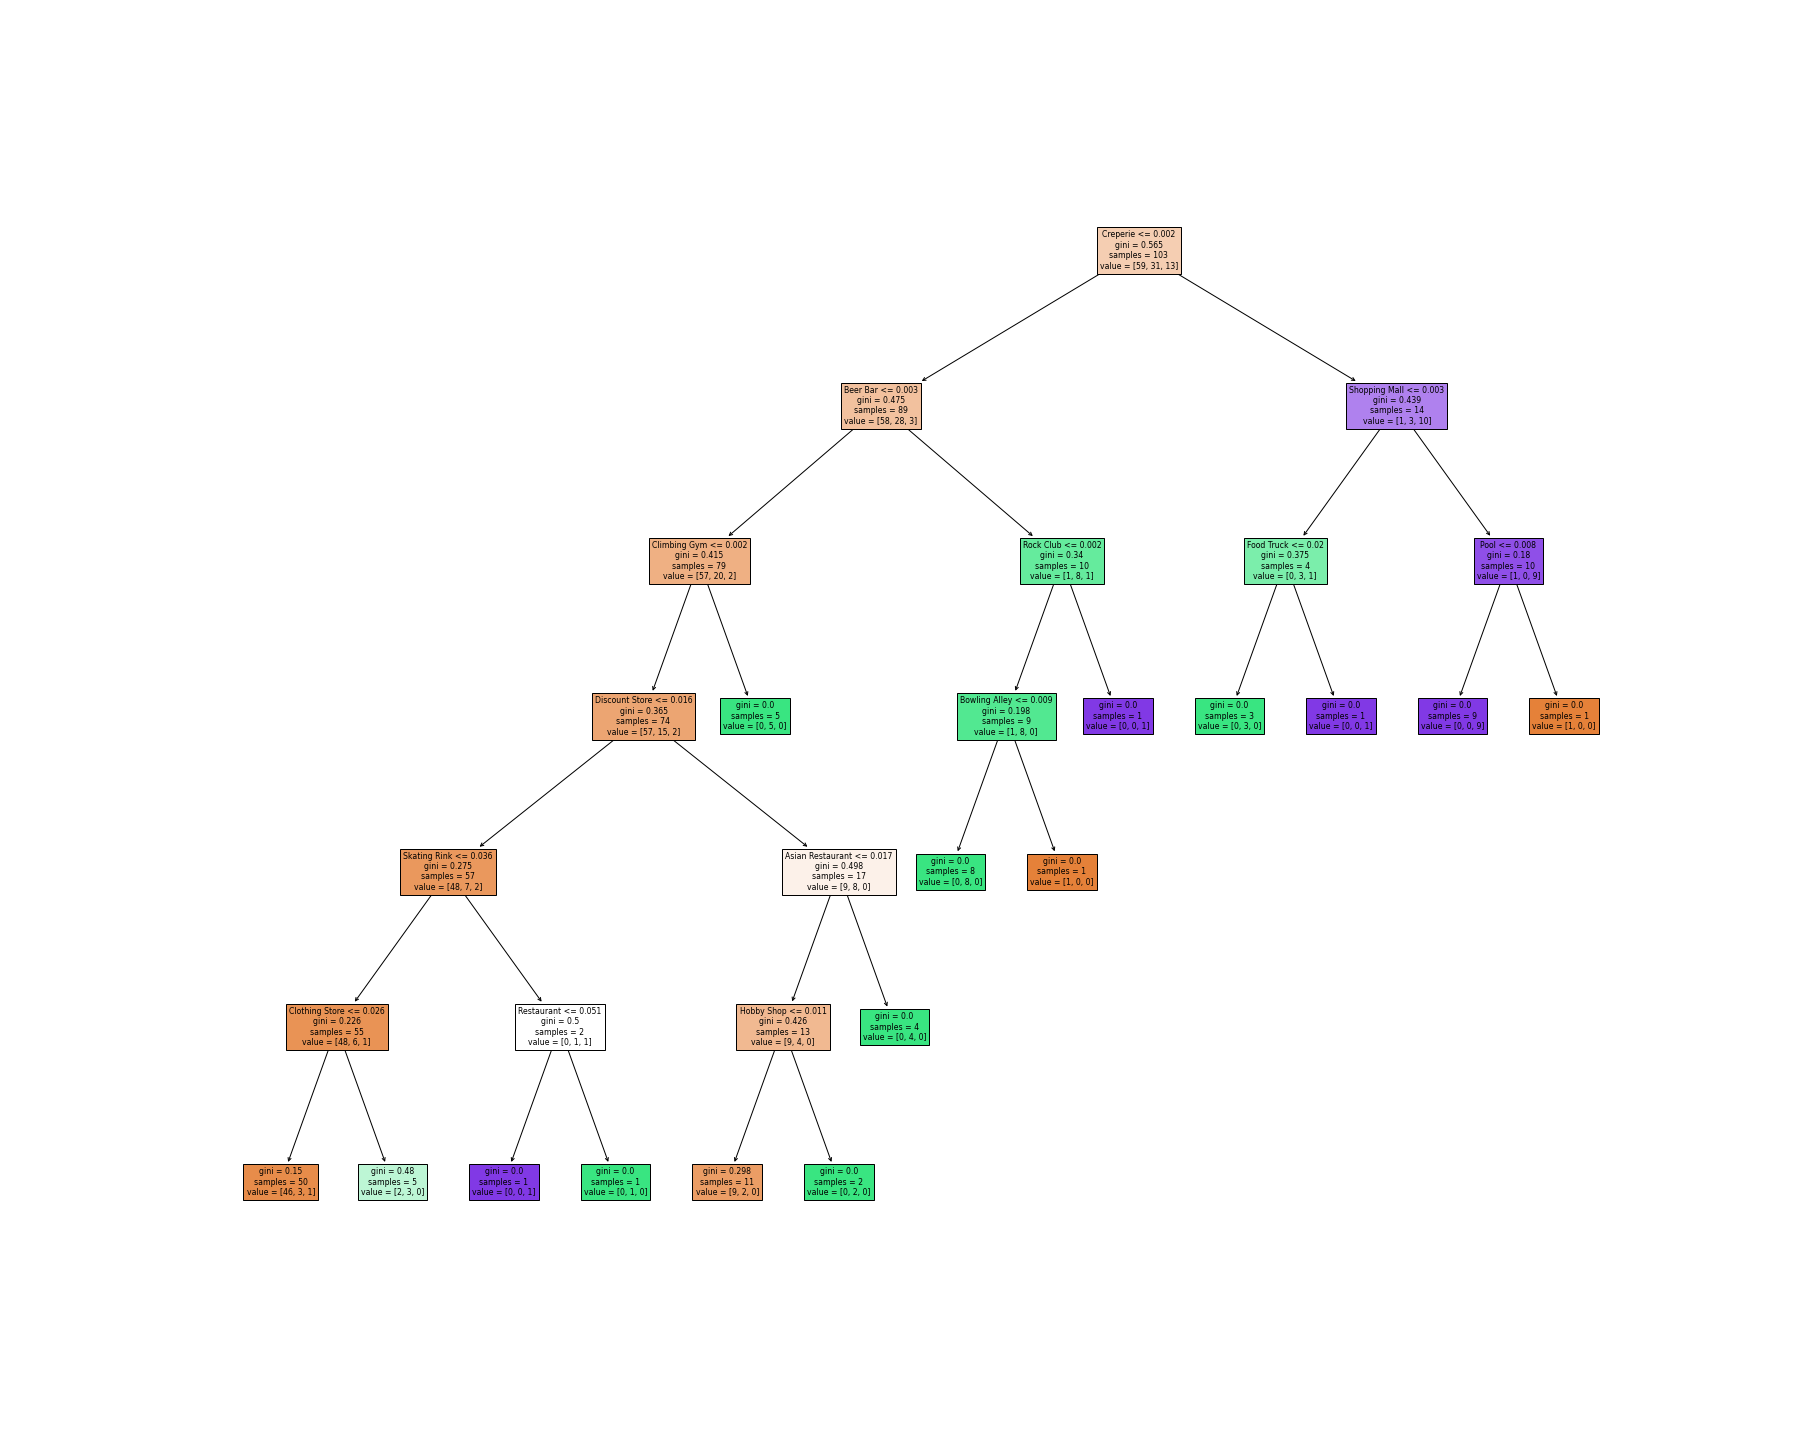 Creperie <= 0.002
gini = 0.565
samples = 103
value = [59, 31, 13]
Beer Bar <= 0.003
gini = 0.475
samples = 89
value = [58, 28, 3]
Shopping Mall <= 0.003
gini = 0.439
samples = 14
value = [1, 3, 10]
Climbing Gym <= 0.002
gini = 0.415
samples = 79
value = [57, 20, 2]
Rock Club <= 0.002
gini = 0.34
samples = 10
value = [1, 8, 1]
Food Truck <= 0.02
gini = 0.375
samples = 4
value = [0, 3, 1]
Pool <= 0.008
gini = 0.18
samples = 10
value = [1, 0, 9]
Discount Store <= 0.016
gini = 0.365
samples = 74
value = [57, 15, 2]
gini = 0.0
samples = 5
value = [0, 5, 0]
Bowling Alley <= 0.009
gini = 0.198
samples = 9
value = [1, 8, 0]
gini = 0.0
samples = 1
value = [0, 0, 1]
gini = 0.0
samples = 3
value = [0, 3, 0]
gini = 0.0
samples = 1
value = [0, 0, 1]
gini = 0.0
samples = 9
value = [0, 0, 9]
gini = 0.0
samples = 1
value = [1, 0, 0]
Skating Rink <= 0.036
gini = 0.275
samples = 57
value = [48, 7, 2]
Asian Restaurant <= 0.017
gini = 0.498
samples = 17
value = [9, 8, 0]
gini = 0.0
samples = 8
value = [0, 8, 0]
gini = 0.0
samples = 1
value = [1, 0, 0]
Clothing Store <= 0.026
gini = 0.226
samples = 55
value = [48, 6, 1]
Restaurant <= 0.051
gini = 0.5
samples = 2
value = [0, 1, 1]
Hobby Shop <= 0.011
gini = 0.426
samples = 13
value = [9, 4, 0]
gini = 0.0
samples = 4
value = [0, 4, 0]
gini = 0.15
samples = 50
value = [46, 3, 1]
gini = 0.48
samples = 5
value = [2, 3, 0]
gini = 0.0
samples = 1
value = [0, 0, 1]
gini = 0.0
samples = 1
value = [0, 1, 0]
gini = 0.298
samples = 11
value = [9, 2, 0]
gini = 0.0
samples = 2
value = [0, 2, 0]